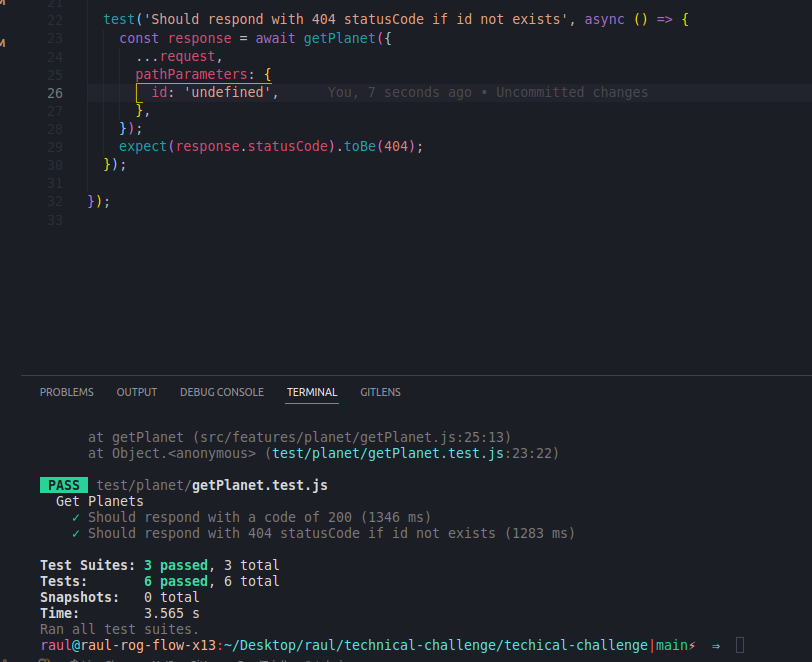 21
22 test('Should respond with 404 statusCode if id not exists', async () => {
23 const response = await getPlanet({
24 ...request,
25 pathParameters: {
26 id: 'undefined', You, 7 seconds ago • Uncommitted changes
27 },
28 });
29 expect(response.statusCode).toBe(404);
30 });
31
32 });
33
PROBLEMS OUTPUT DEBUG CONSOLE TERMINAL GITLENS
at getPlanet (src/features/planet/getPlanet.js:25:13)
at Object.<anonymous> (test/planet/getPlanet.test.js:23:22)
PASS test/planet/getPlanet.test.js
Get Planets
✓ Should respond with a code of 200 (1346 ms)
✓ Should respond with 404 statusCode if id not exists (1283 ms)
Test Suites: 3 passed, 3 total
Tests: 6 passed, 6 total
Snapshots: 0 total
Time: 3.565 s
Ran all test suites.
raul@raul-rog-flow-x13:~/Desktop/raul/technical-challenge/techical-challenge|main⚡ ⇒